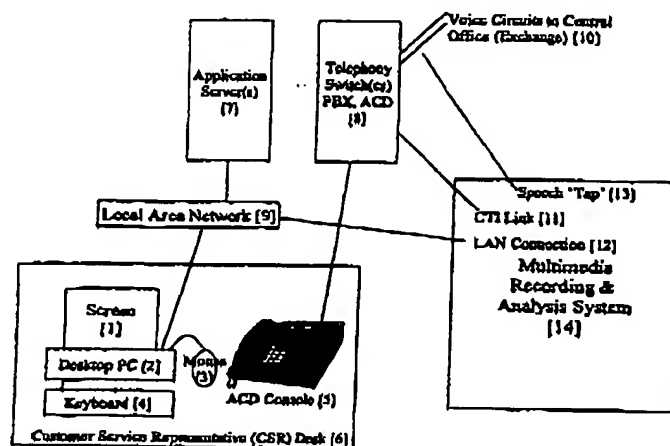 Voice Circuits to Central
Office (Exchange) [10]
Application
Server(s)
[7]
Telephony
Switch(es)
PBX, ACD
[8]
Speech "Tap" [13]
CTI Link [11]
Local Area Network [9]
LAN Connection [12]
Multimedia
Recording &
Analysis System
[14]
Screen
[1]
Desktop PC (2)
Mouse
(3)
Keyboard [4]
ACD Console [5]
Customer Service Representative (CSR) Desk [6]